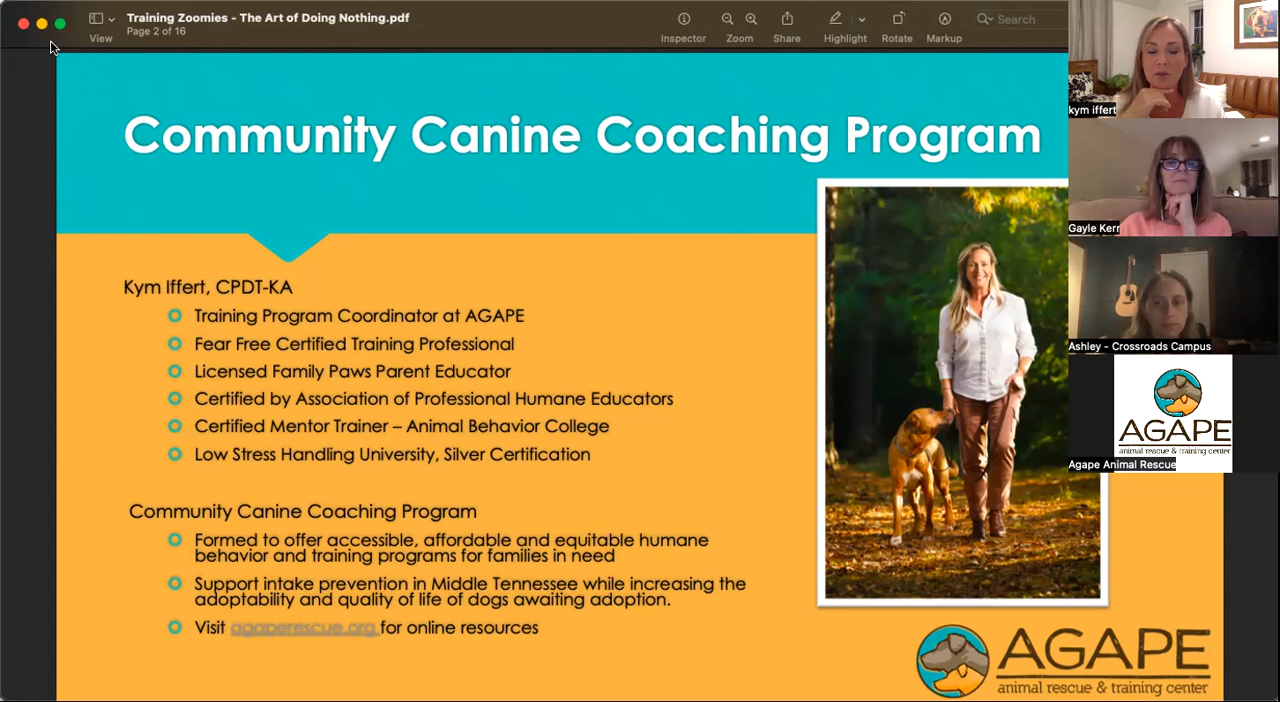 Training Zoomies - The Art of Doing Nothing.pdf
Page 2 of 16
View
Inspector
Zoom
Share
Highlight
Rotate
Markup
Search
Community Canine Coaching Program
Kym Iffert, CPDT-KA
Training Program Coordinator at AGAPE
Fear Free Certified Training Professional
Licensed Family Paws Parent Educator
Certified by Association of Professional Humane Educators
Certified Mentor Trainer – Animal Behavior College
Low Stress Handling University, Silver Certification
Community Canine Coaching Program
Formed to offer accessible, affordable and equitable humane
behavior and training programs for families in need
Support intake prevention in Middle Tennessee while increasing the
adoptability and quality of life of dogs awaiting adoption.
Visit agaperescue.org for online resources
AGAPE
animal rescue & training center
kym iffert
Gayle Kerr
Ashley - Crossroads Campus
AGAPE
animal rescue & training center
Agape Animal Rescue